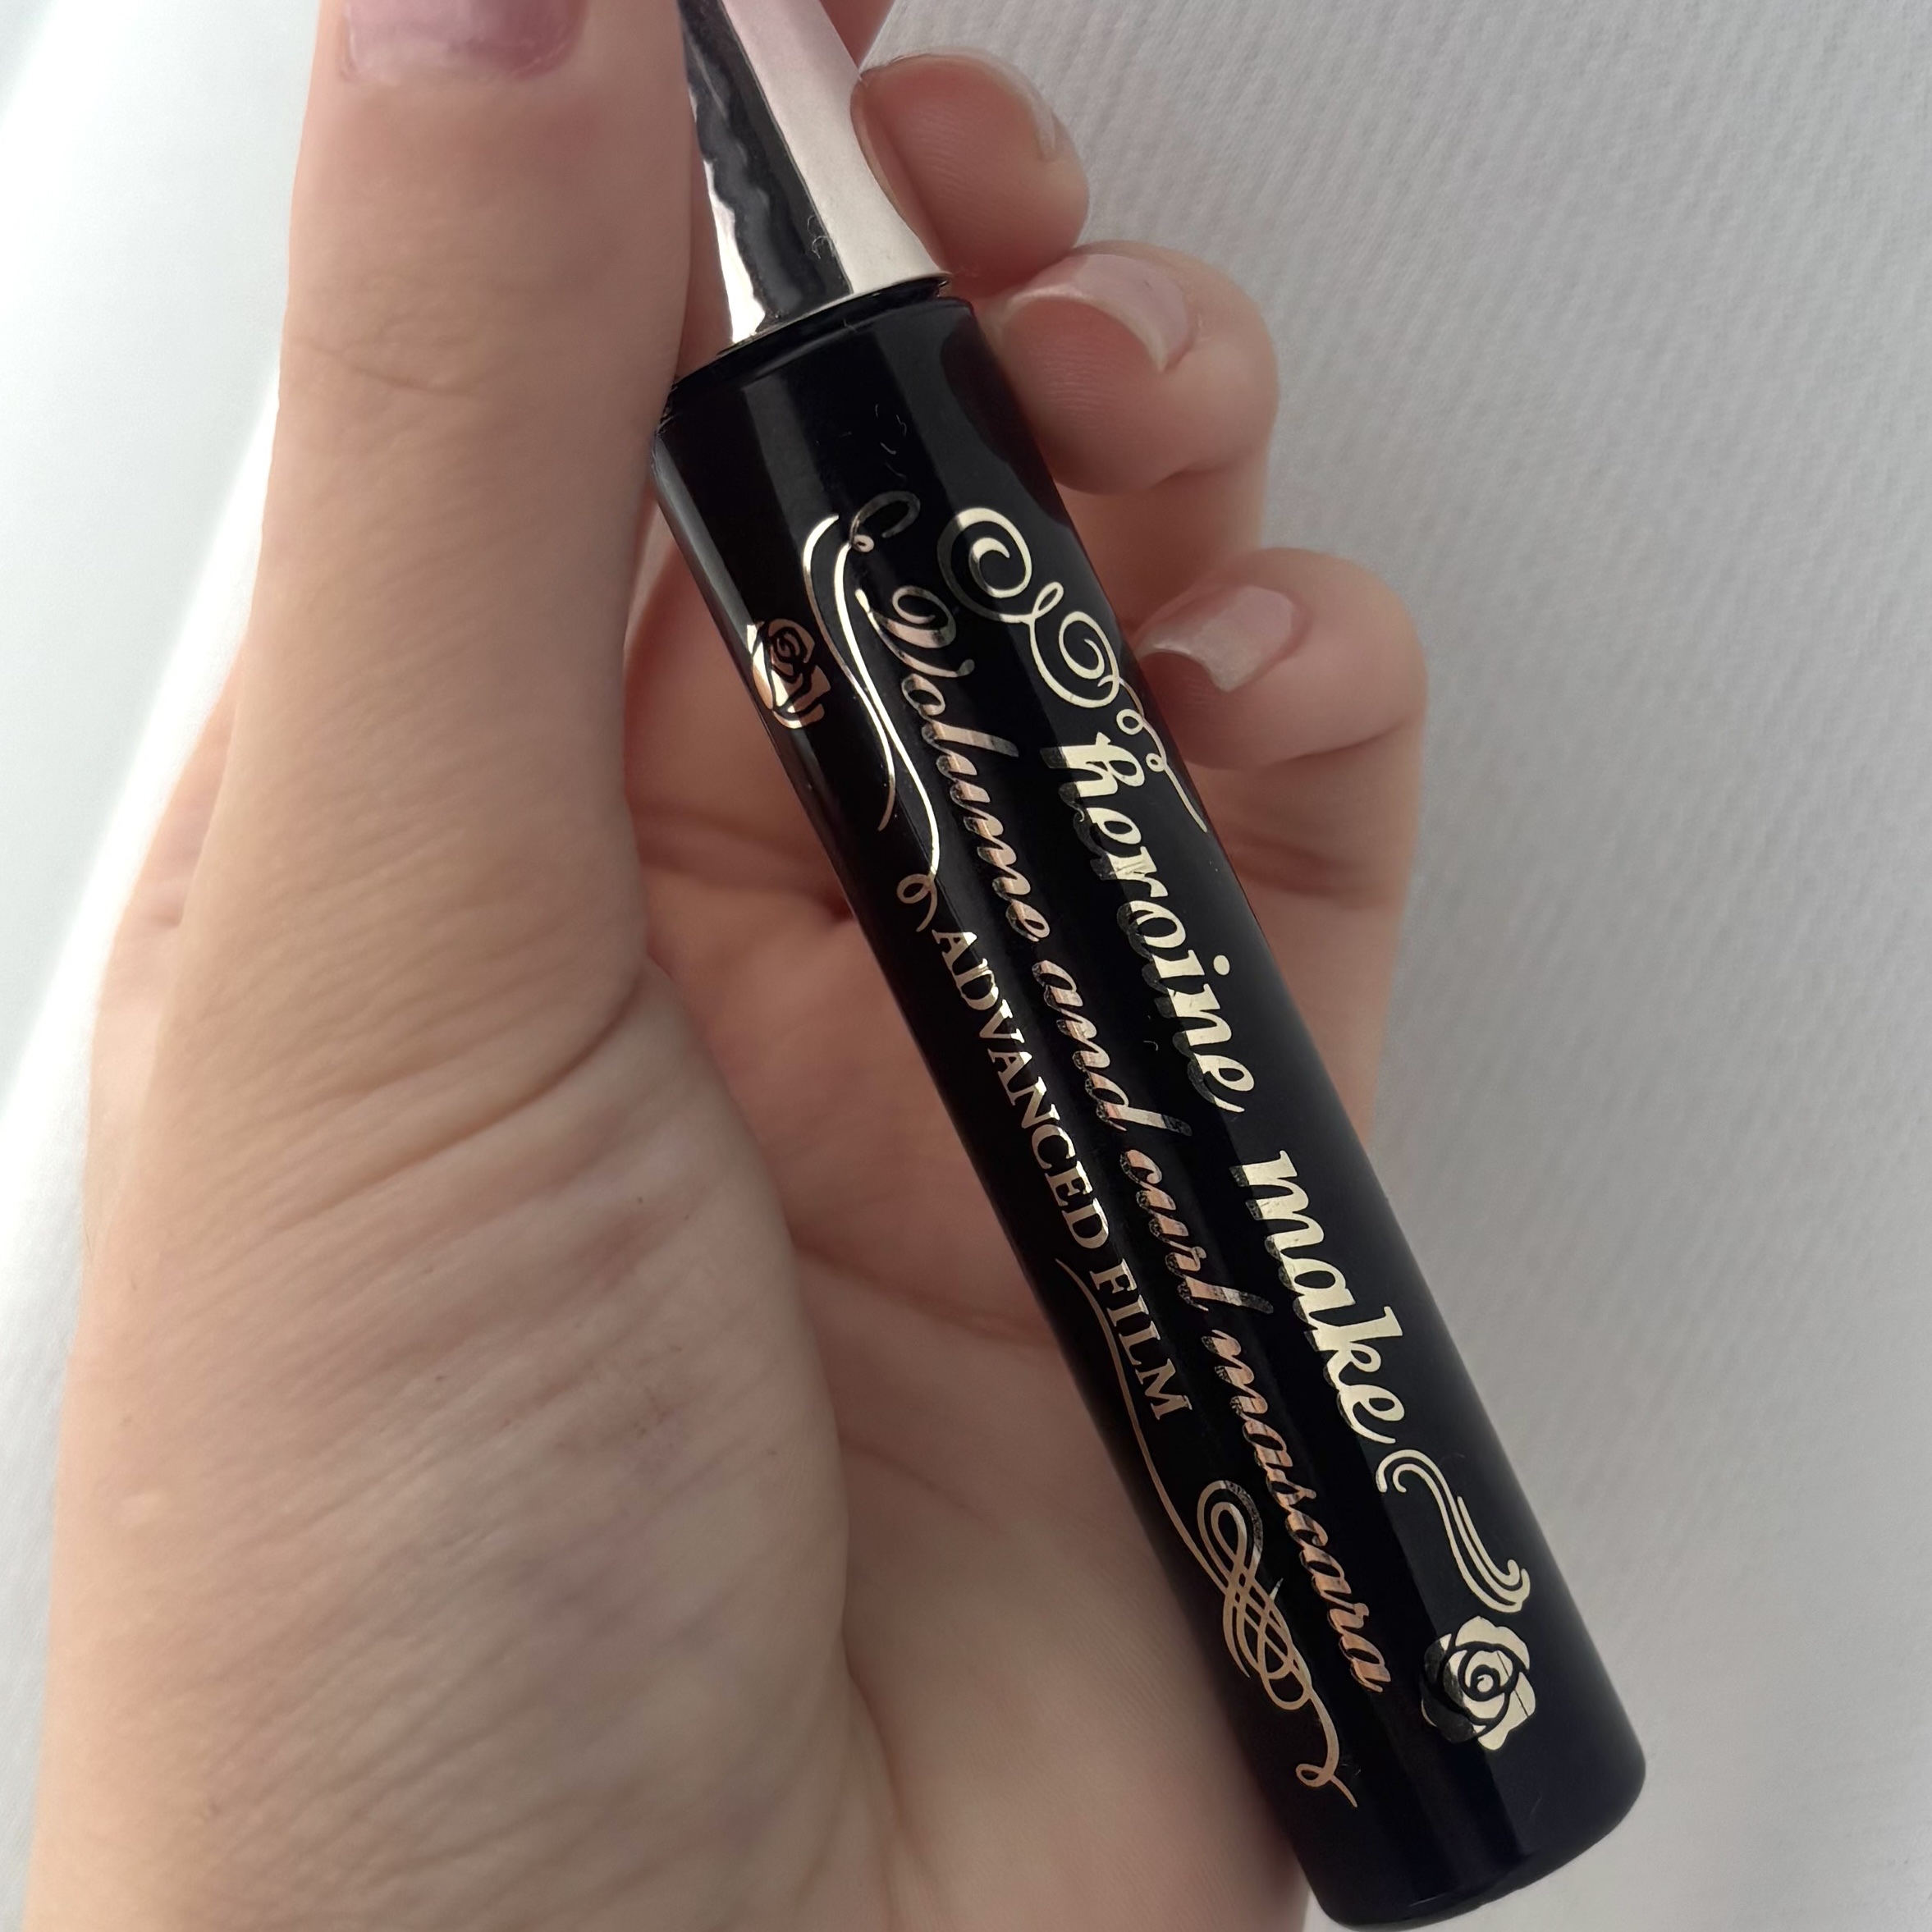 heroine make
Volume and curl mascara
ADVANCED FILM